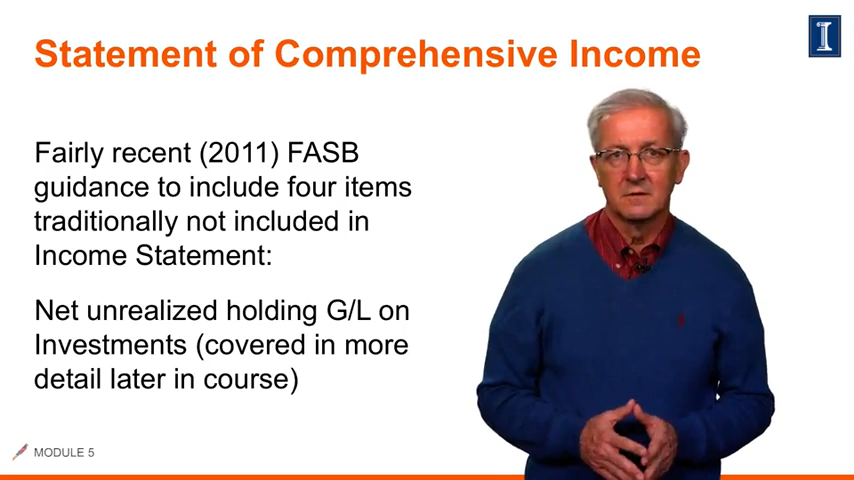 Statement of Comprehensive Income
I
Fairly recent (2011) FASB
guidance to include four items
traditionally not included in
Income Statement:
Net unrealized holding G/L on
Investments (covered in more
detail later in course)
MODULE 5